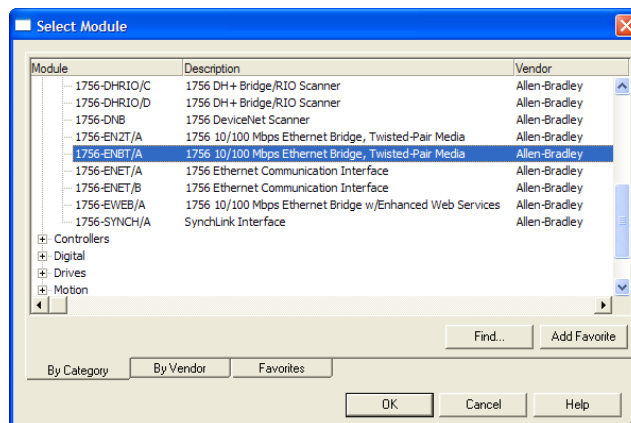 Select Module
Module Description Vendor
1756-DHRIO/C 1756 DH+ Bridge/RIO Scanner Allen-Bradley
1756-DHRIO/D 1756 DH+ Bridge/RIO Scanner Allen-Bradley
1756-DNB 1756 DeviceNet Scanner Allen-Bradley
1756-EN2T/A 1756 10/100 Mbps Ethernet Bridge, Twisted-Pair Media Allen-Bradley
1756-ENBT/A 1756 10/100 Mbps Ethernet Bridge, Twisted-Pair Media Allen-Bradley
1756-ENET/A 1756 Ethernet Communication Interface Allen-Bradley
1756-ENET/B 1756 Ethernet Communication Interface Allen-Bradley
1756-EWEB/A 1756 10/100 Mbps Ethernet Bridge w/Enhanced Web Services Allen-Bradley
1756-SYNCH/A SynchLink Interface Allen-Bradley
Controllers
Digital
Drives
Motion
Find... Add Favorite
By Category By Vendor Favorites
OK Cancel Help